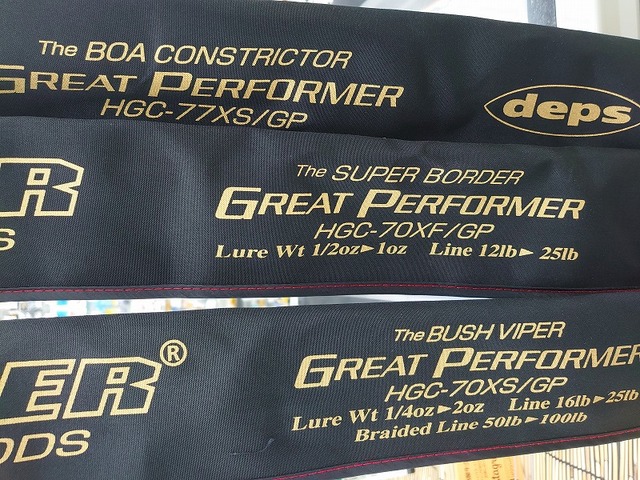 The BOA CONSTRICTOR
GREAT PERFORMER
HGC-77XS/GP
deps
The SUPER BORDER
GREAT PERFORMER
HGC-70XF/GP
Lure Wt 1/2oz►1oz Line 12lb►25lb
The BUSH VIPER
GREAT PERFORMER
HGC-70XS/GP
Lure Wt 1/4oz►2oz Line 16lb►25lb
Braided Line 50lb►100lb
R
S
ER®
ODS